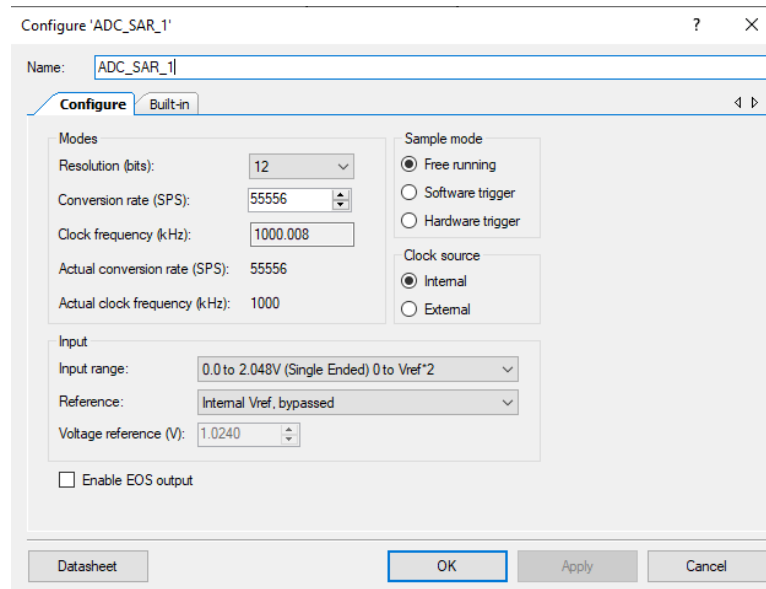 Configure 'ADC_SAR_1'
?
Name: ADC_SAR_1
Configure Built-in
Modes
Resolution (bits): 12
Conversion rate (SPS): 55556
Clock frequency (kHz): 1000.008
Actual conversion rate (SPS): 55556
Actual clock frequency (kHz): 1000
Sample mode
Free running
Software trigger
Hardware trigger
Clock source
Internal
External
Input
Input range: 0.0 to 2.048V (Single Ended) 0 to Vref*2
Reference: Internal Vref, bypassed
Voltage reference (V): 1.0240
Enable EOS output
Datasheet OK Apply Cancel